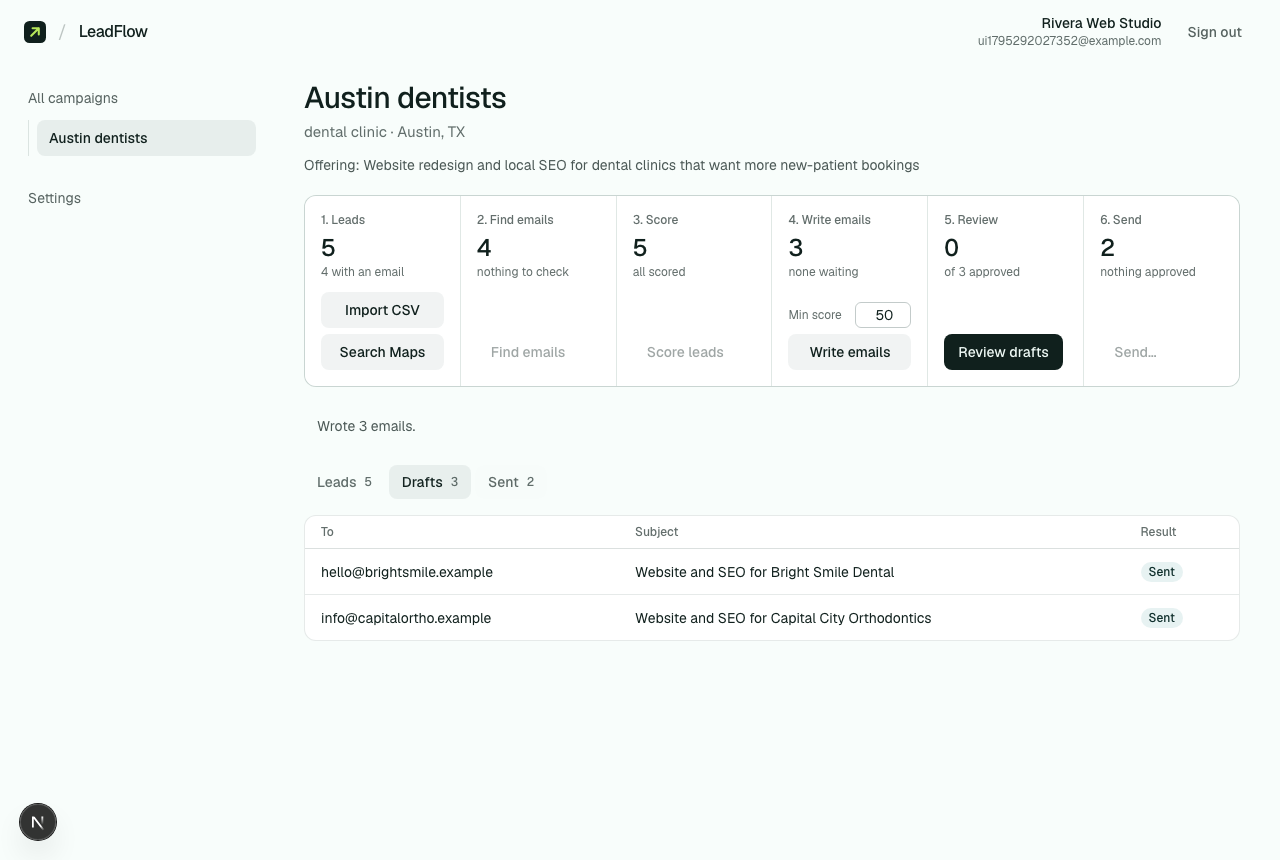 / LeadFlow
Rivera Web Studio
ui1795292027352@example.com
Sign out
All campaigns
Austin dentists
Settings
Austin dentists
dental clinic · Austin, TX
Offering: Website redesign and local SEO for dental clinics that want more new-patient bookings
1. Leads
5
4 with an email
Import CSV
Search Maps
2. Find emails
4
nothing to check
Find emails
3. Score
5
all scored
Score leads
4. Write emails
3
none waiting
Min score 50
Write emails
5. Review
0
of 3 approved
Review drafts
6. Send
2
nothing approved
Send...
Wrote 3 emails.
Leads 5 Drafts 3 Sent 2
To Subject Result
hello@brightsmile.example Website and SEO for Bright Smile Dental Sent
info@capitalortho.example Website and SEO for Capital City Orthodontics Sent
N